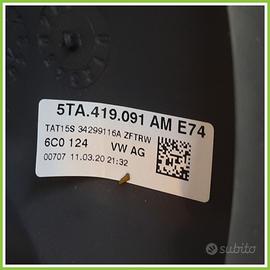 5TA.419.091 AM E74
TAT15S 34299116A ZFTRW
6C0 124 VW AG
00707 11.03.20 21:32
subito